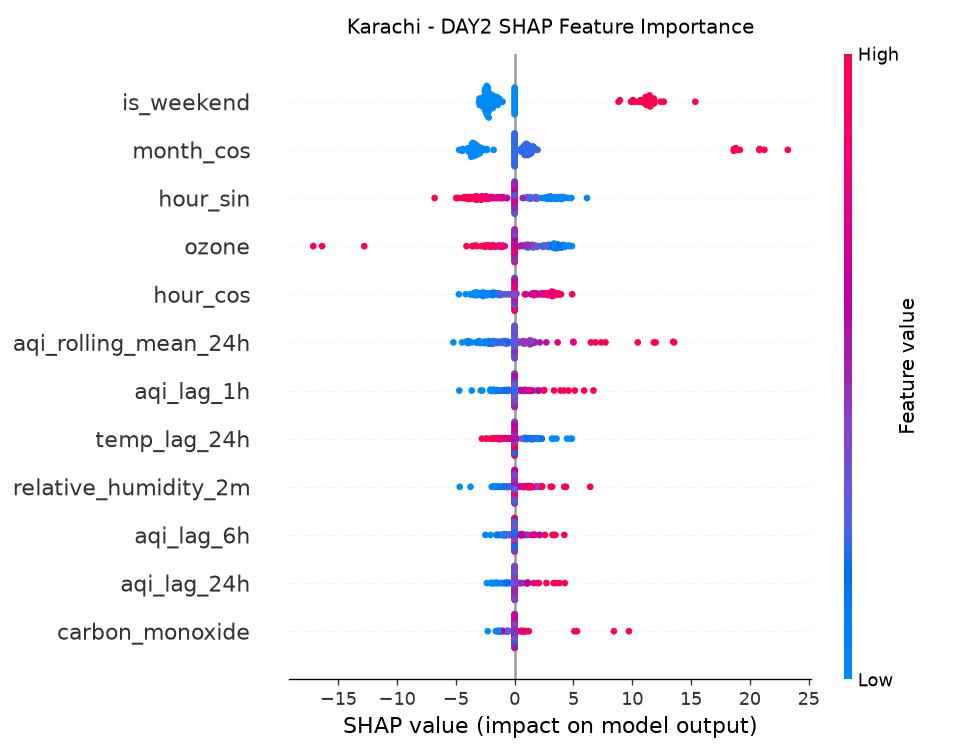 Karachi - DAY2 SHAP Feature Importance
High
is_weekend
month_cos
hour_sin
ozone
hour_cos
aqi_rolling_mean_24h
aqi_lag_1h
temp_lag_24h
relative_humidity_2m
aqi_lag_6h
aqi_lag_24h
carbon_monoxide
Feature value
Low
−15 −10 −5 0 5 10 15 20 25
SHAP value (impact on model output)